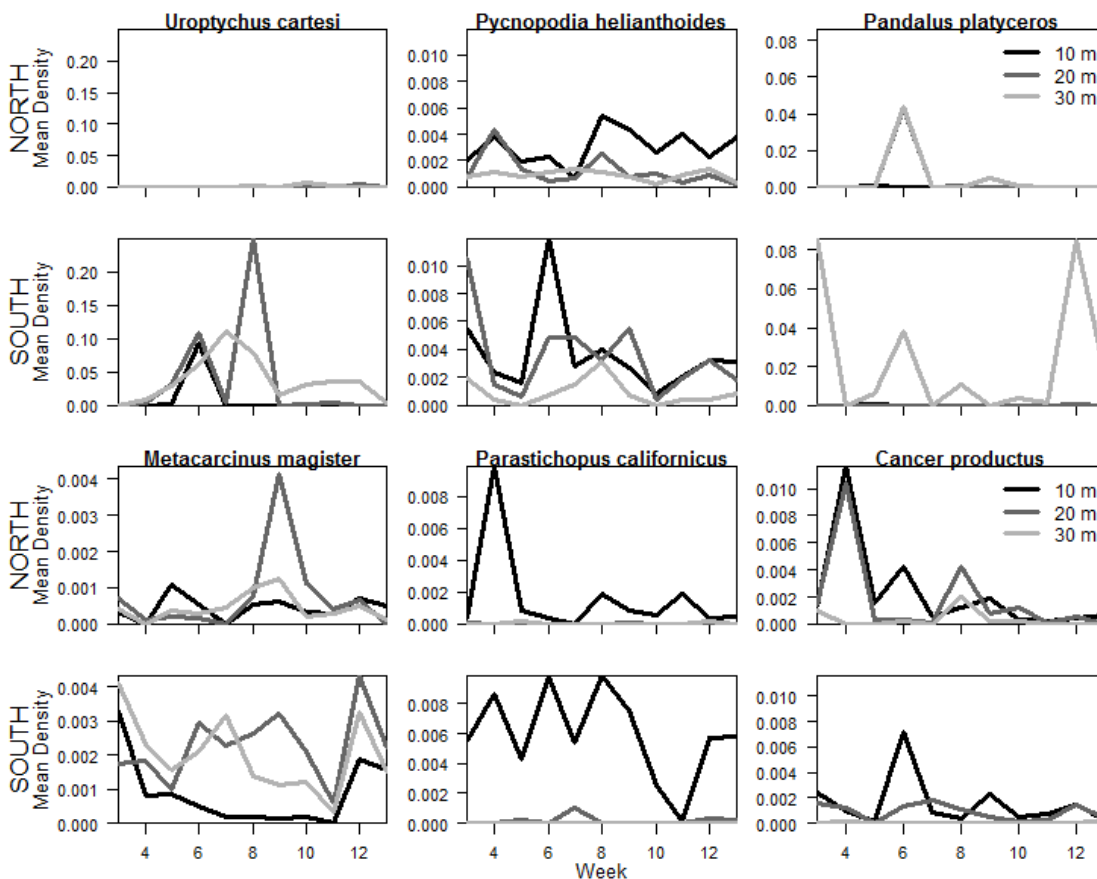 Uroptychus cartesi
Pycnopodia helianthoides
Pandalus platyceros
NORTH
Mean Density
0.20
0.15
0.10
0.05
0.00
0.010
0.008
0.006
0.004
0.002
0.000
0.08
0.06
0.04
0.02
0.00
10 m
20 m
30 m
SOUTH
Mean Density
0.20
0.15
0.10
0.05
0.00
0.010
0.008
0.006
0.004
0.002
0.000
0.08
0.06
0.04
0.02
0.00
Metacarcinus magister
Parastichopus californicus
Cancer productus
NORTH
Mean Density
0.004
0.003
0.002
0.001
0.000
0.008
0.006
0.004
0.002
0.000
0.010
0.008
0.006
0.004
0.002
0.000
10 m
20 m
30 m
SOUTH
Mean Density
0.004
0.003
0.002
0.001
0.000
0.008
0.006
0.004
0.002
0.000
0.010
0.008
0.006
0.004
0.002
0.000
4 6 8 10 12
4 6 8 10 12
4 6 8 10 12
Week